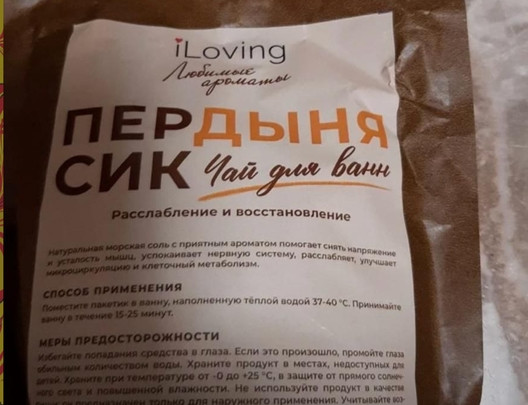 iLoving
Любимые
ароматы
ПЕРДЫНЯ
СИК Чай для ванн
Расслабление и восстановление
Натуральная морская соль с приятным ароматом помогает снять напряжение
и усталость мышц, успокаивает нервную систему, расслабляет, улучшает
микроциркуляцию и клеточный метаболизм.
СПОСОБ ПРИМЕНЕНИЯ
Поместите пакетик в ванну, наполненную тёплой водой 37-40 °C. Принимайте
ванну в течение 15-25 минут.
МЕРЫ ПРЕДОСТОРОЖНОСТИ
Избегайте попадания средства в глаза. Если это произошло, промойте глаза
обильным количеством воды. Храните продукт в местах, недоступных для
детей. Храните при температуре от -0 до +25 °C, в защите от прямого солнеч-
ного света и повышенной влажности. Не используйте продукт в качестве
только для наружного применения. Учитывайте воз-